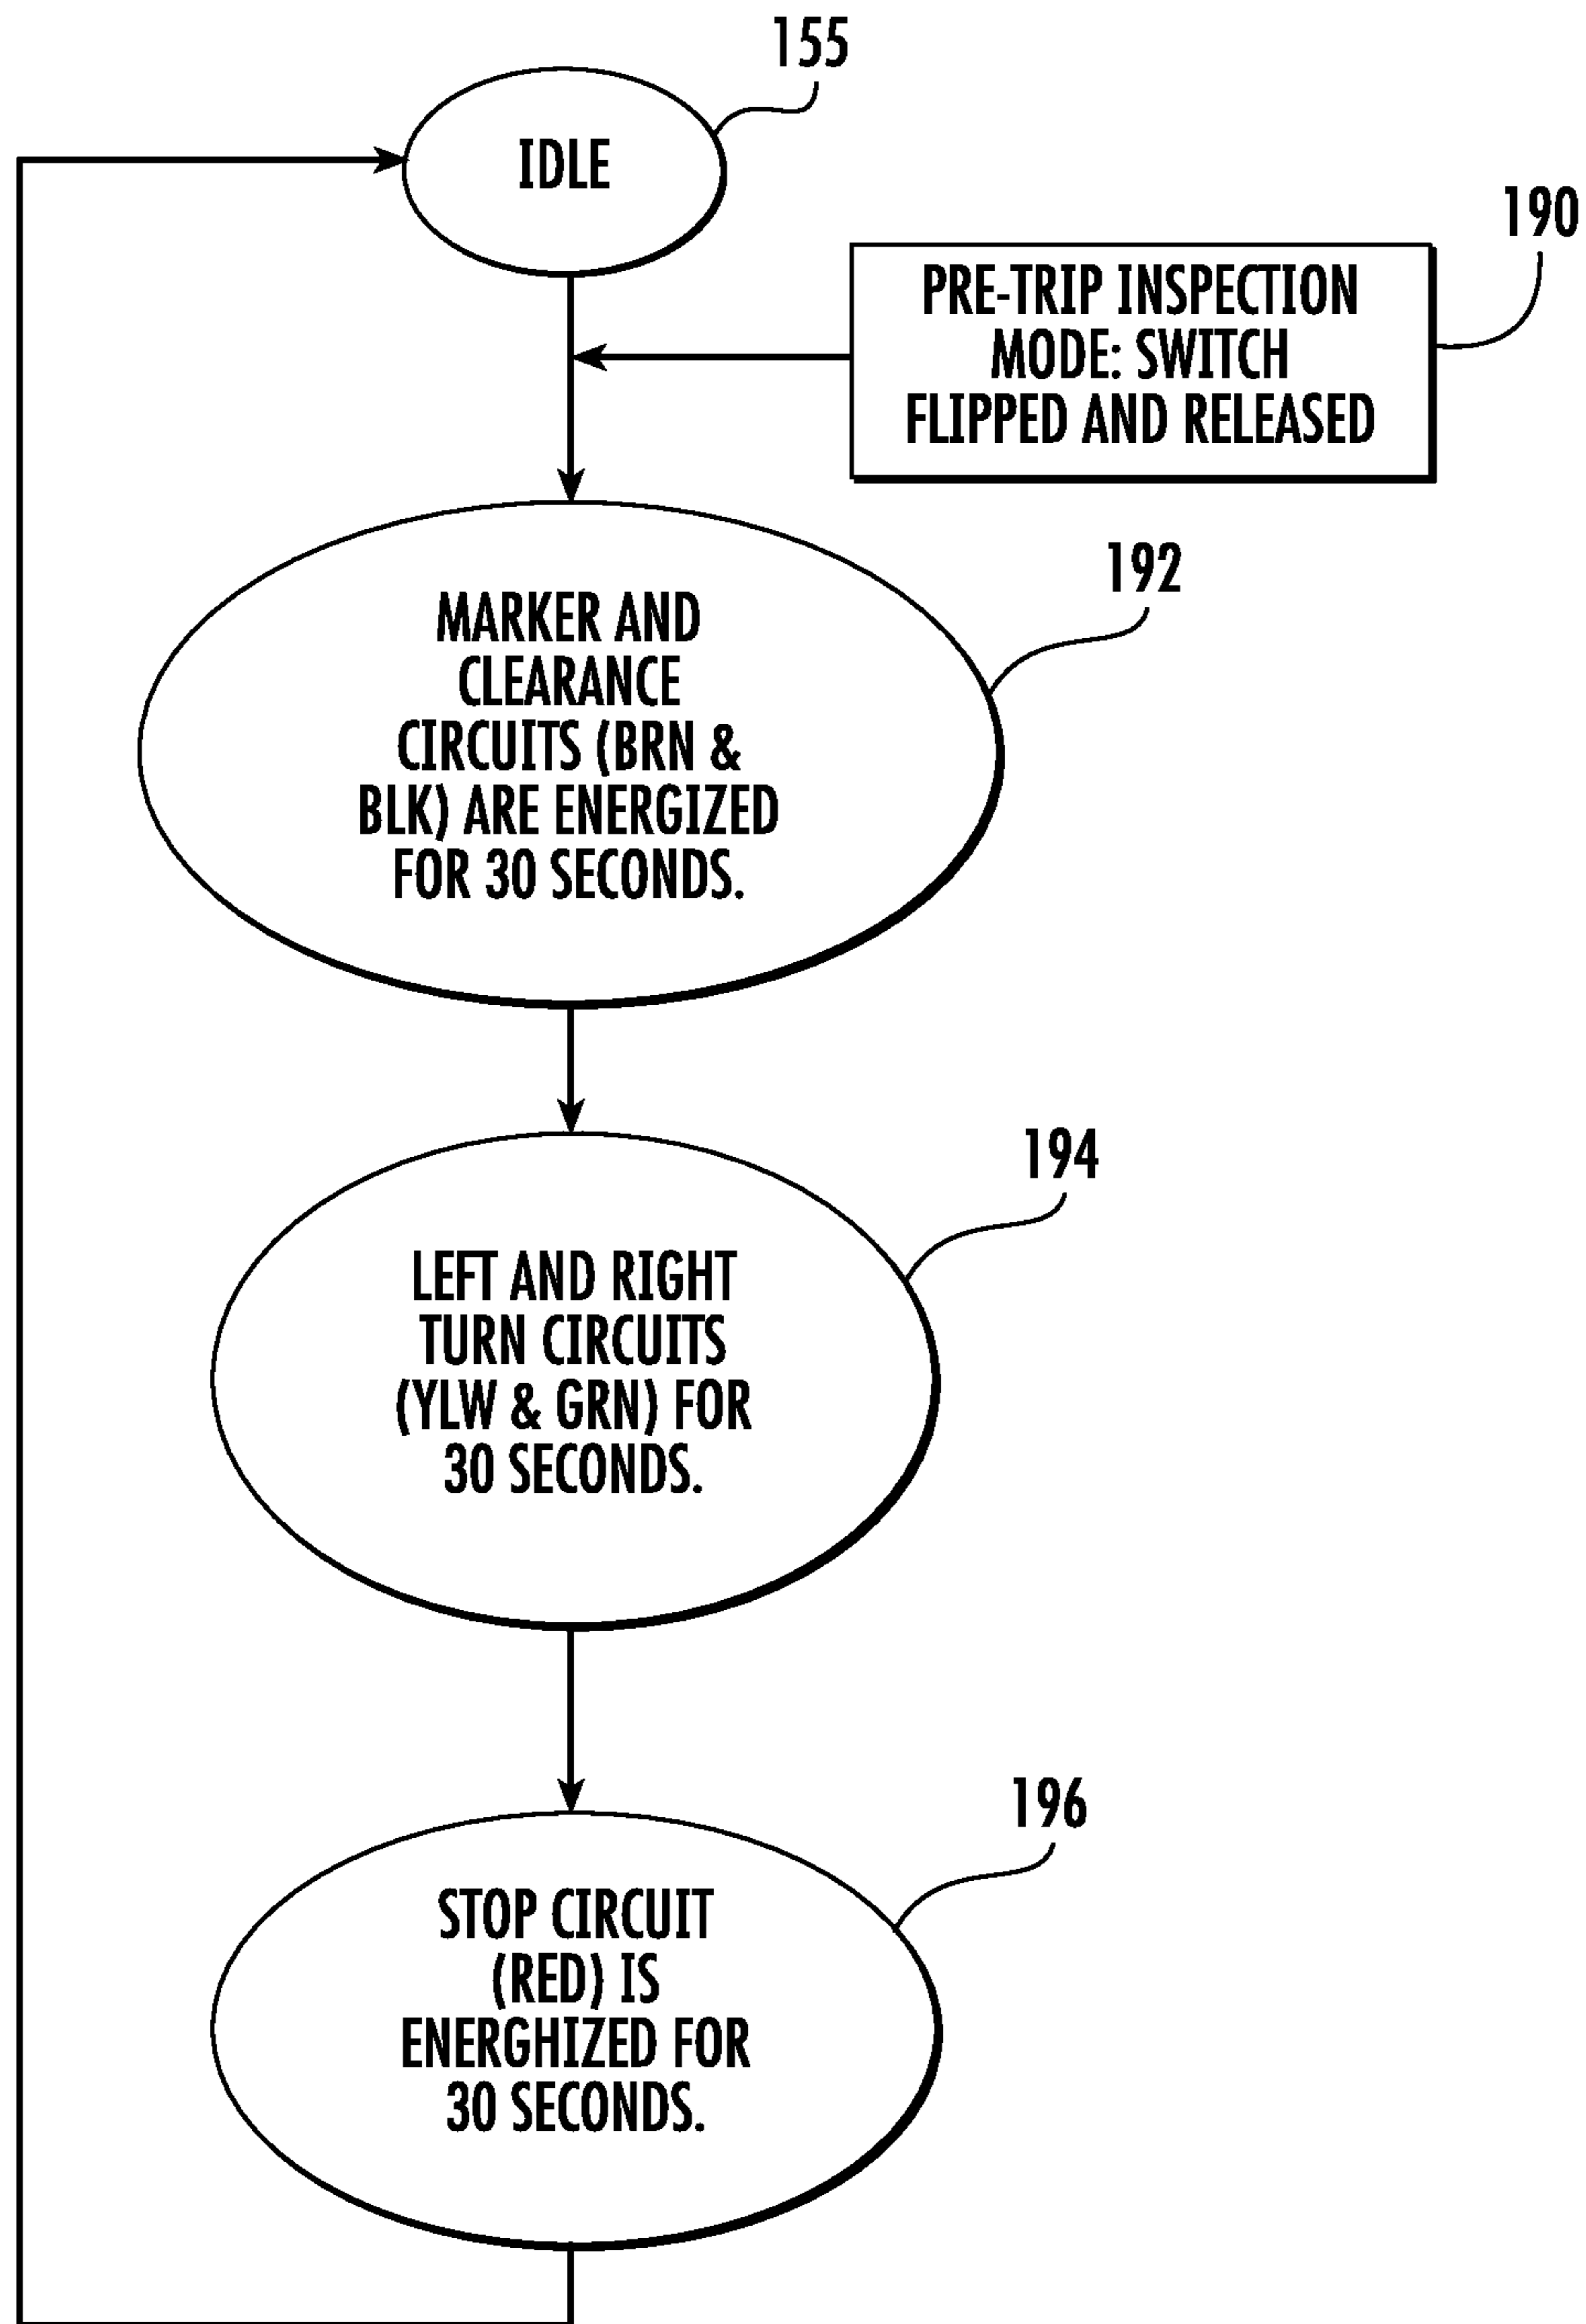 155
IDLE
190
PRE-TRIP INSPECTION
MODE: SWITCH
FLIPPED AND RELEASED
192
MARKER AND
CLEARANCE
CIRCUITS (BRN &
BLK) ARE ENERGIZED
FOR 30 SECONDS.
194
LEFT AND RIGHT
TURN CIRCUITS
(YLW & GRN) FOR
30 SECONDS.
196
STOP CIRCUIT
(RED) IS
ENERGHIZED FOR
30 SECONDS.